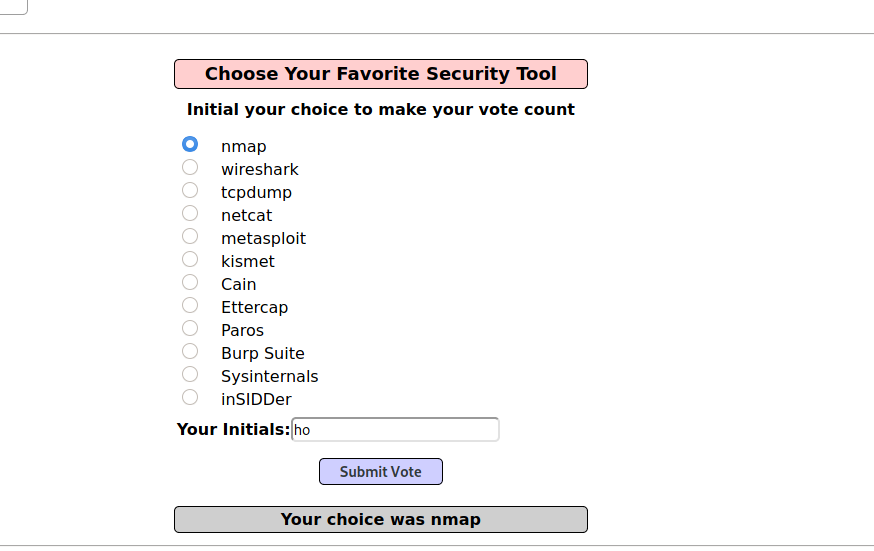 Choose Your Favorite Security Tool
Initial your choice to make your vote count
nmap
wireshark
tcpdump
netcat
metasploit
kismet
Cain
Ettercap
Paros
Burp Suite
Sysinternals
inSIDDer
Your Initials: ho
Submit Vote
Your choice was nmap